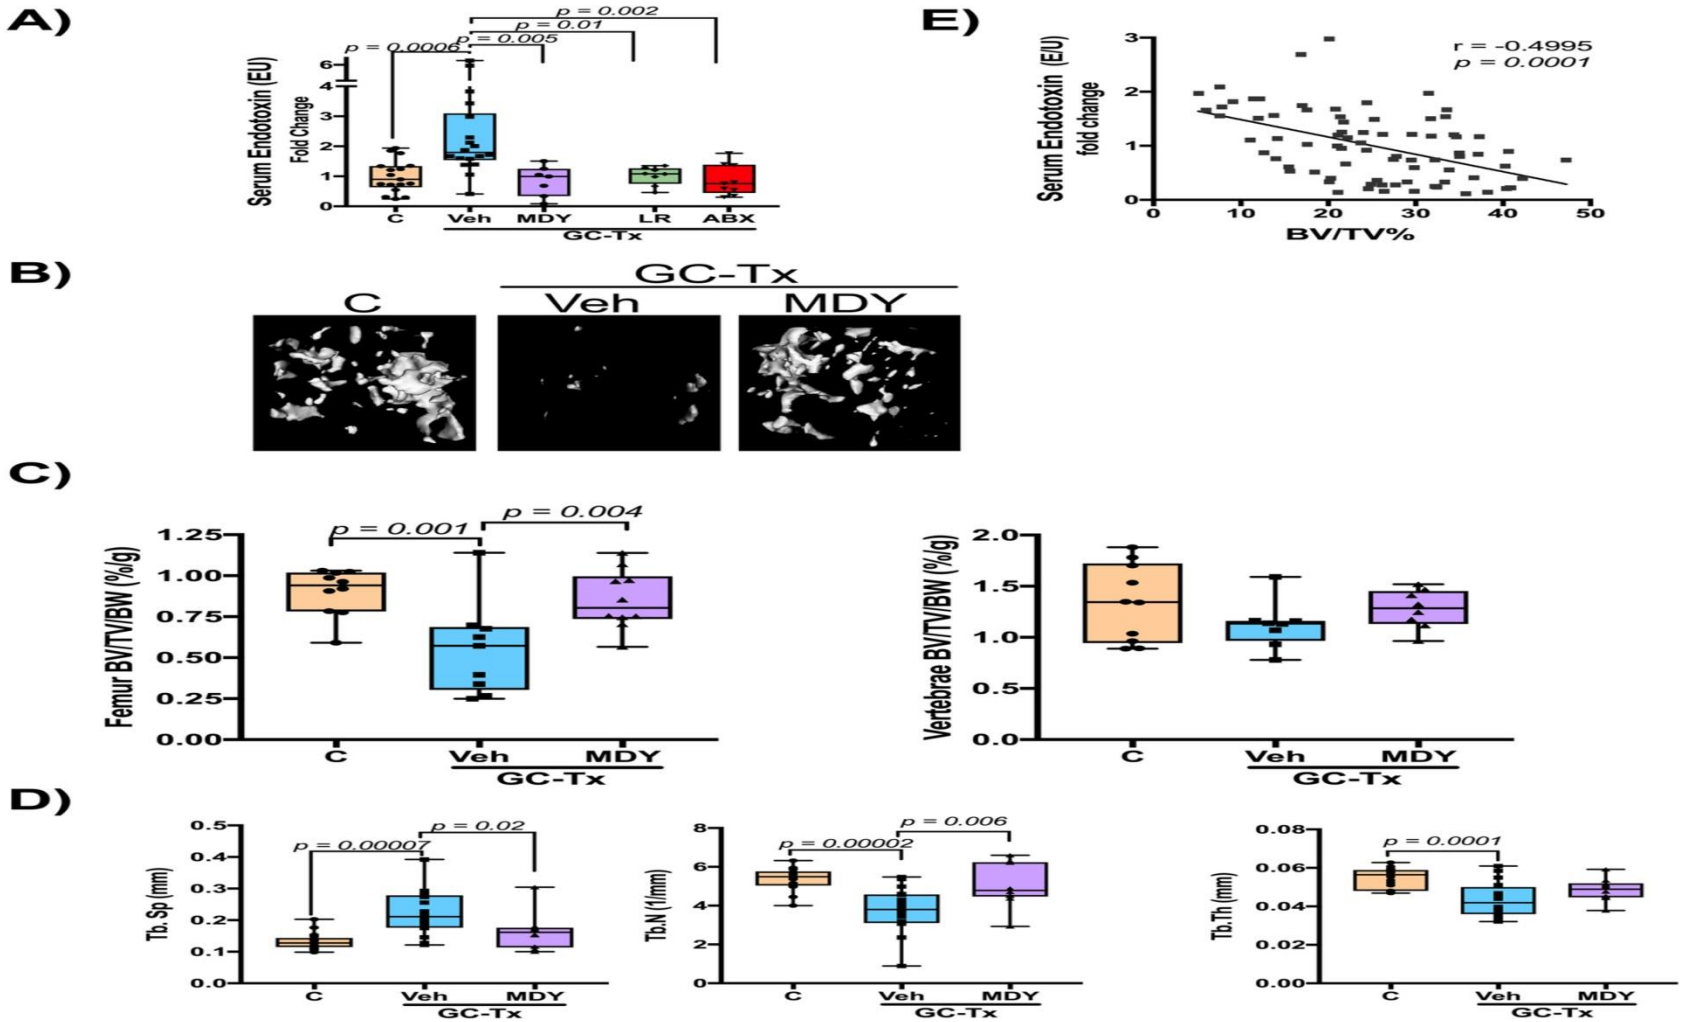 A)
p = 0.002
p = 0.01
p = 0.005
p = 0.0006
Serum Endotoxin (EU)
Fold Change
6
4
3
2
1
0
C Veh MDY LR ABX
GC-Tx
E)
r = -0.4995
p = 0.0001
Serum Endotoxin (E/U)
fold change
3
2
1
0
0 10 20 30 40 50
BV/TV%
B)
GC-Tx
C Veh MDY
C)
p = 0.001
p = 0.004
Femur BV/TV/BW (%/g)
1.25
1.00
0.75
0.50
0.25
0.00
C Veh MDY
GC-Tx
Vertebrae BV/TV/BW (%/g)
2.0
1.5
1.0
0.5
0.0
C Veh MDY
GC-Tx
D)
p = 0.00007
p = 0.02
Tb.Sp (mm)
0.5
0.4
0.3
0.2
0.1
0.0
C Veh MDY
GC-Tx
p = 0.00002
p = 0.006
Tb.N (1/mm)
8
6
4
2
0
C Veh MDY
GC-Tx
p = 0.0001
Tb.Th (mm)
0.08
0.06
0.04
0.02
0.00
C Veh MDY
GC-Tx